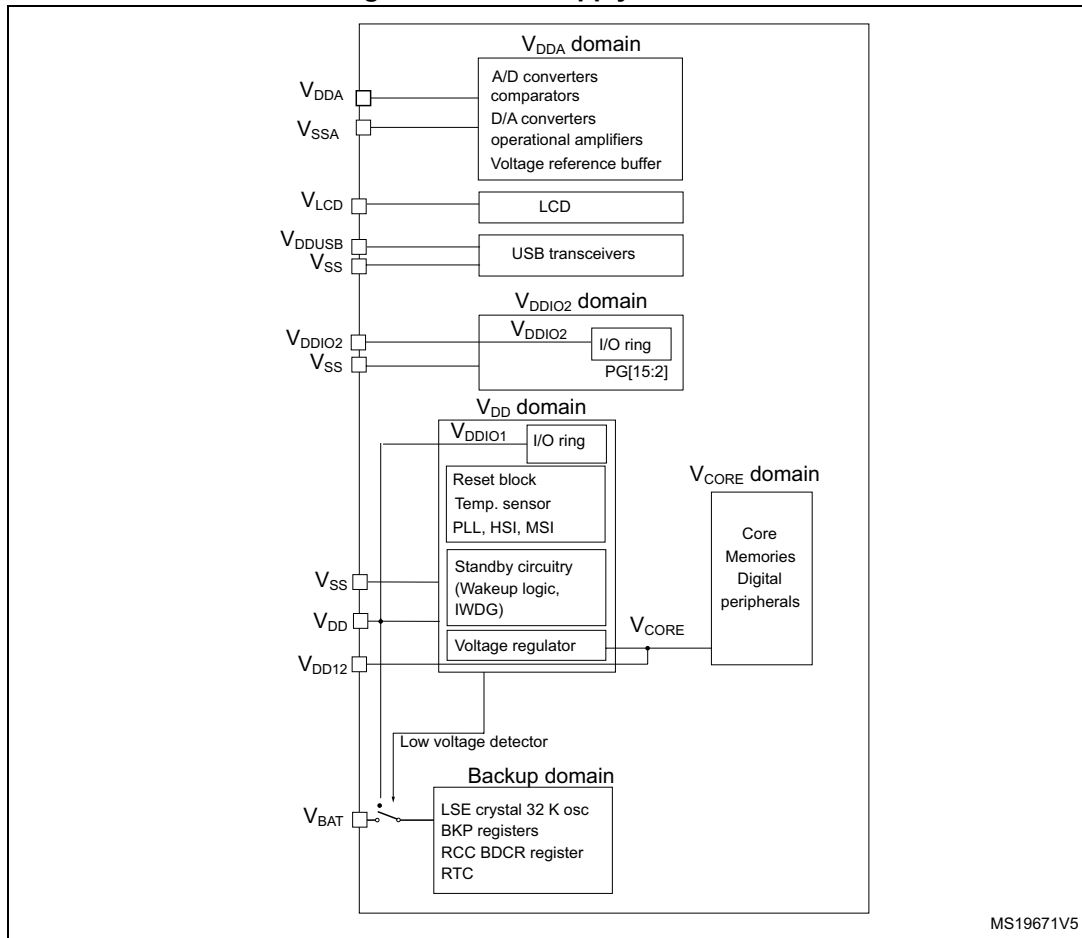 V_DDA domain
V_DDA
V_SSA
A/D converters
comparators
D/A converters
operational amplifiers
Voltage reference buffer
V_LCD
LCD
V_DDUSB
V_SS
USB transceivers
V_DDIO2 domain
V_DDIO2
V_SS
V_DDIO2
I/O ring
PG[15:2]
V_DD domain
V_DDIO1
I/O ring
Reset block
Temp. sensor
PLL, HSI, MSI
Standby circuitry
(Wakeup logic,
IWDG)
Voltage regulator
V_SS
V_DD
V_DD12
V_CORE
V_CORE domain
Core
Memories
Digital
peripherals
Low voltage detector
Backup domain
V_BAT
LSE crystal 32 K osc
BKP registers
RCC BDCR register
RTC
MS19671V5